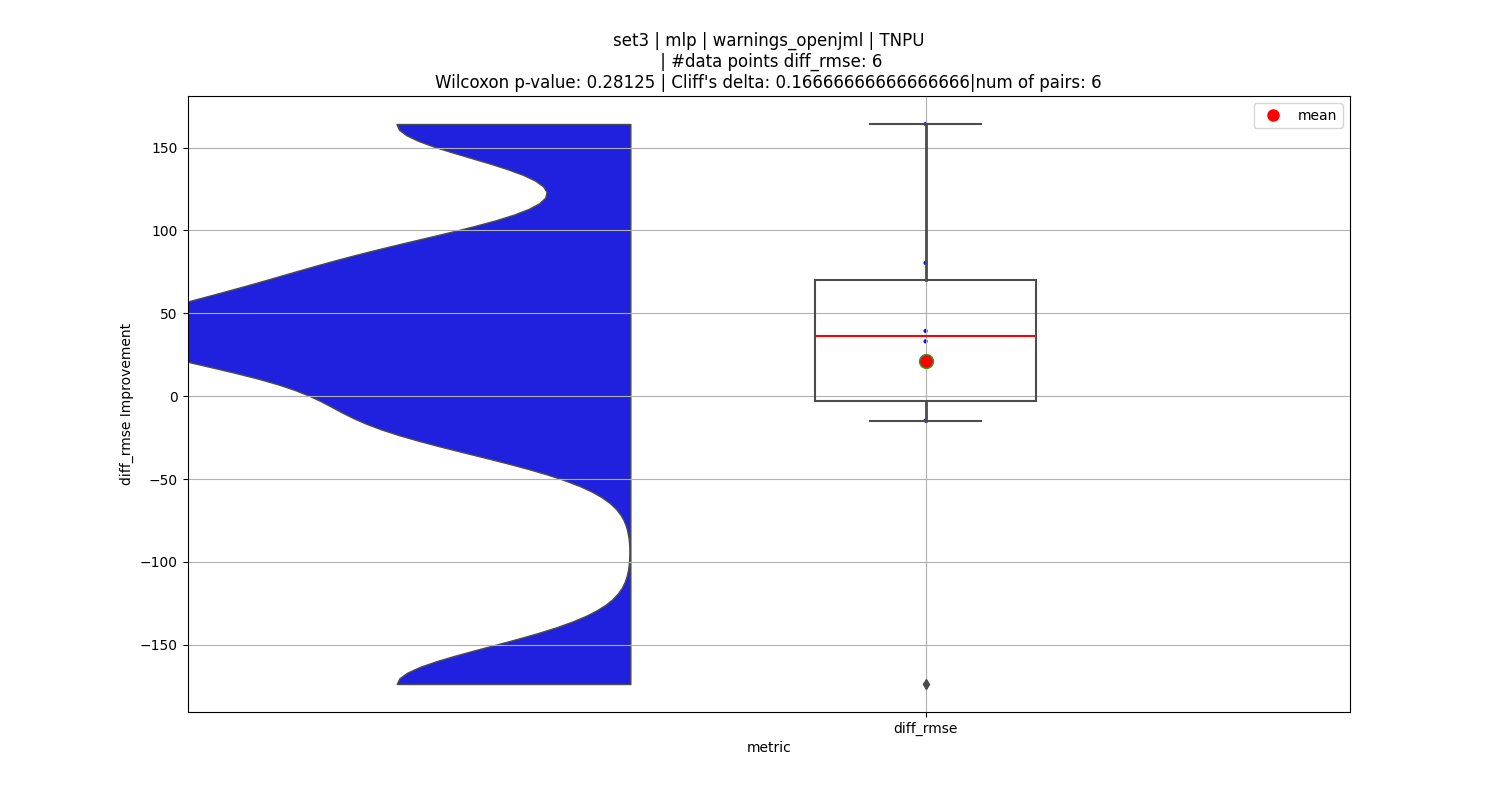 set3 | mlp | warnings_openjml | TNPU
| #data points diff_rmse: 6
Wilcoxon p-value: 0.28125 | Cliff's delta: 0.16666666666666666|num of pairs: 6
mean
150
100
50
0
−50
−100
−150
diff_rmse Improvement
diff_rmse
metric